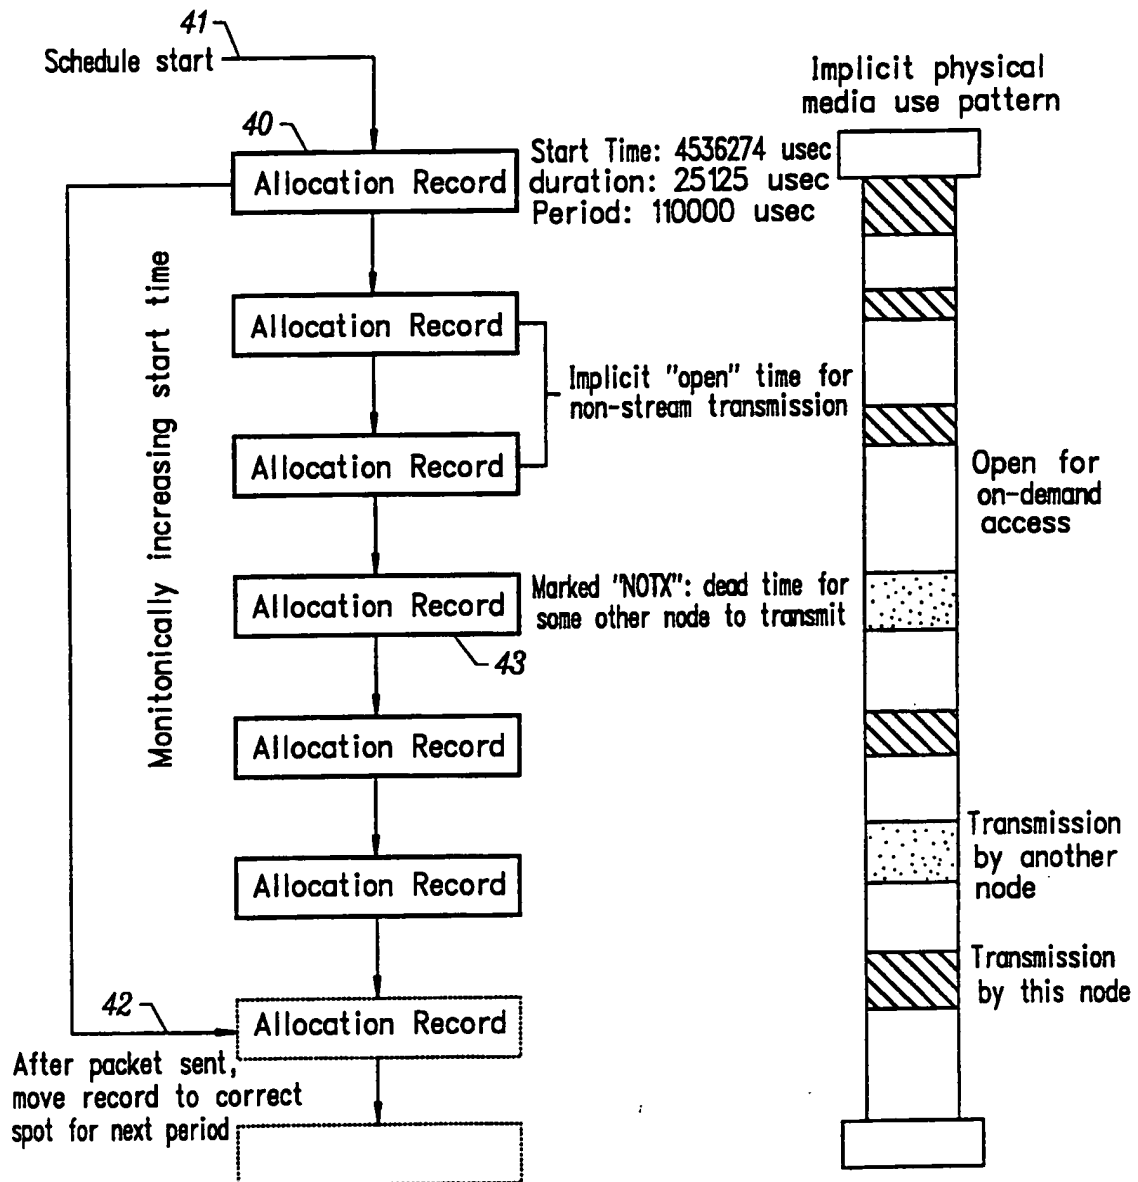 41
Schedule start
Implicit physical
media use pattern
40
Allocation Record
Start Time: 4536274 usec
duration: 25125 usec
Period: 110000 usec
Monitonically increasing start time
Allocation Record
Implicit "open" time for
non-stream transmission
Allocation Record
Open for
on-demand
access
Allocation Record
Marked "NOTX": dead time for
some other node to transmit
43
Allocation Record
Transmission
by another
node
Allocation Record
Transmission
by this node
42
Allocation Record
After packet sent,
move record to correct
spot for next period